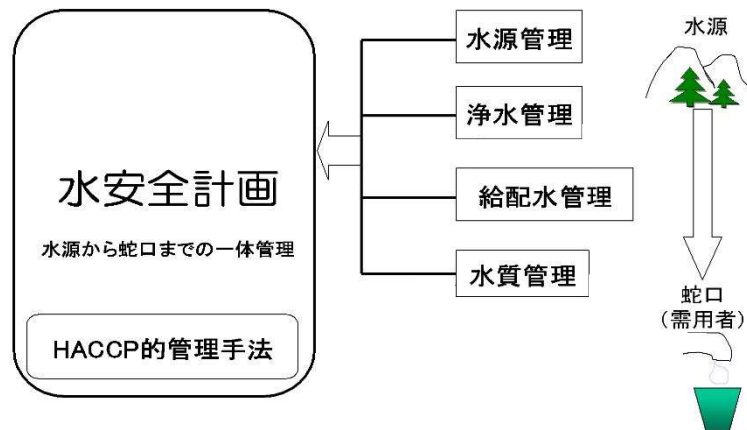 水安全計画
水源から蛇口までの一体管理
HACCP的管理手法
水源管理
浄水管理
給配水管理
水質管理
水源
蛇口
(需用者)